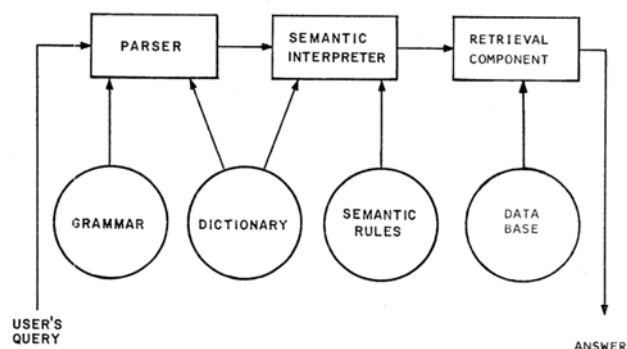 PARSER
SEMANTIC
INTERPRETER
RETRIEVAL
COMPONENT
GRAMMAR
DICTIONARY
SEMANTIC
RULES
DATA
BASE
USER'S
QUERY
ANSWER